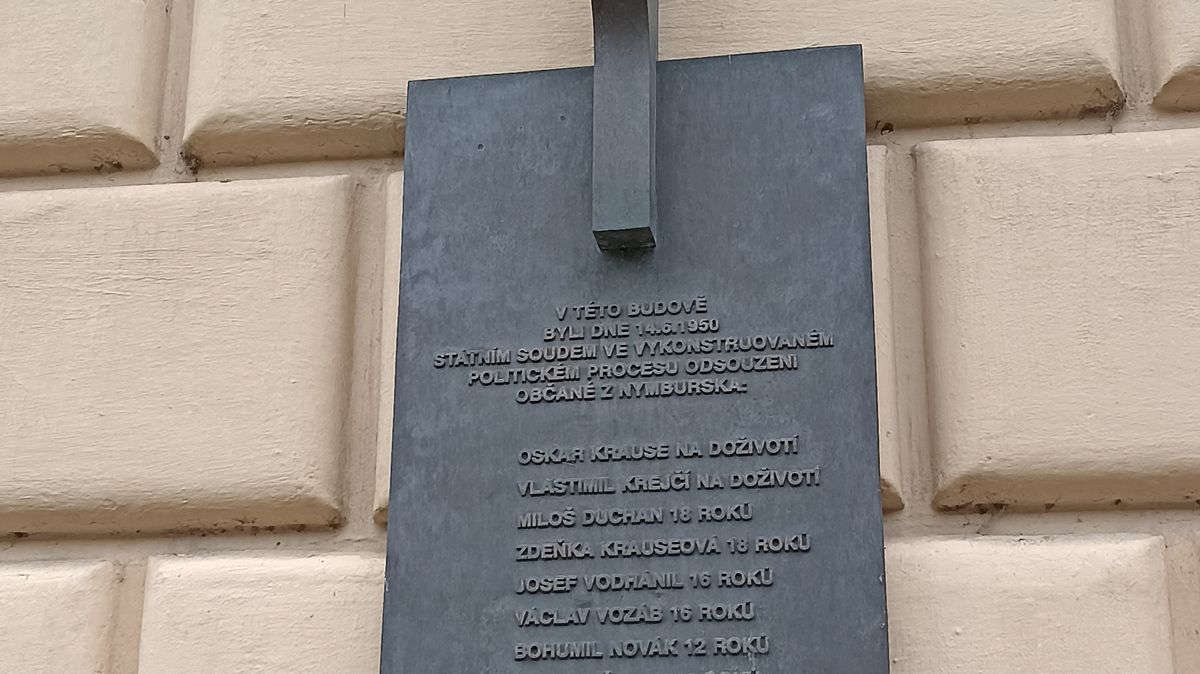 V TÉTO BUDOVĚ
BYLI DNE 14.6.1950
STÁTNÍM SOUDEM VE VYKONSTRUOVANÉM
POLITICKÉM PROCESU ODSOUZENI
OBČANÉ Z NYMBURSKA:
OSKAR KRAUSE NA DOŽIVOTÍ
VLASTIMIL KREJČÍ NA DOŽIVOTÍ
MILOŠ DUCHAN 18 ROKŮ
ZDEŇKA KRAUSEOVÁ 18 ROKŮ
JOSEF VODHÁNIL 16 ROKŮ
VÁCLAV VOZÁB 16 ROKŮ
BOHUMIL NOVÁK 12 ROKŮ